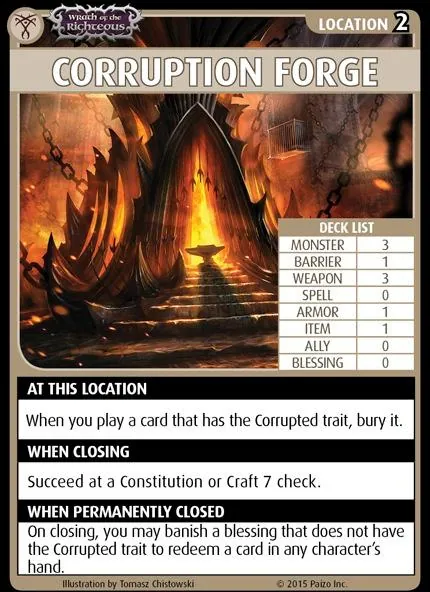 Wrath of the
Righteous
LOCATION 2
CORRUPTION FORGE
DECK LIST
MONSTER 3
BARRIER 1
WEAPON 3
SPELL 0
ARMOR 1
ITEM 1
ALLY 0
BLESSING 0
AT THIS LOCATION
When you play a card that has the Corrupted trait, bury it.
WHEN CLOSING
Succeed at a Constitution or Craft 7 check.
WHEN PERMANENTLY CLOSED
On closing, you may banish a blessing that does not have
the Corrupted trait to redeem a card in any character's
hand.
Illustration by Tomasz Chistowski © 2015 Paizo Inc.